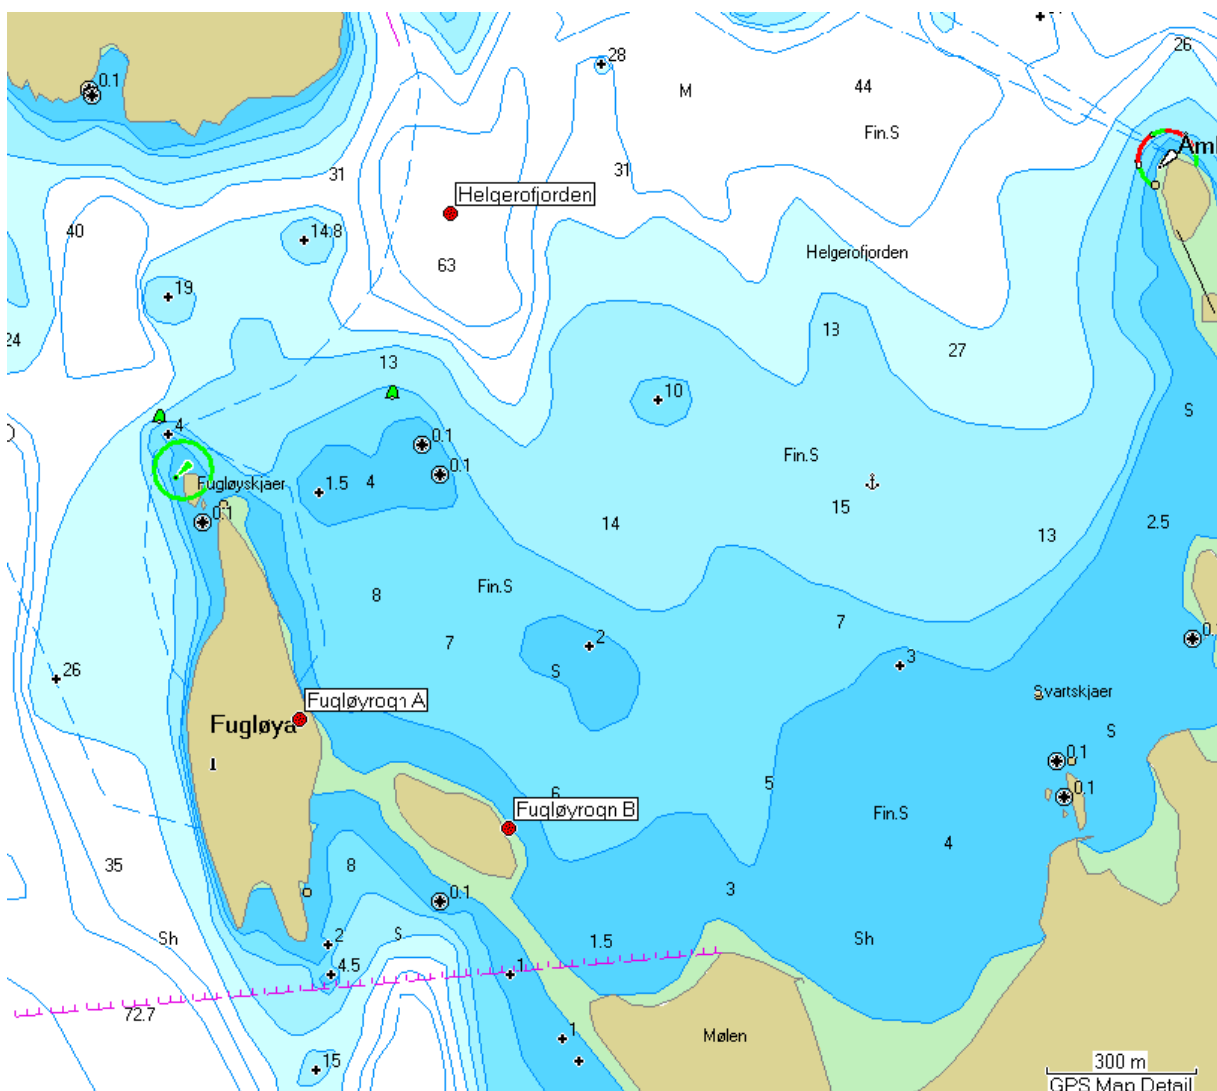 26
28
0.1
M
44
Fin.S
Åml
31
31
Helgerofjorden
40
14.8
63
Helgerofjorden
19
24
13
13
27
10
4
S
0.1
Fin.S
0.1
1.5
4
Fugløyskjaer
15
0.1
14
2.5
13
Fin.S
8
7
7
2
3
S
26
Svartskjaer
Fugløyrogn A
Fugløya
S
0.1
5
6
0.1
Fugløyrogn B
Fin.S
4
35
8
3
0.1
Sh
S
2
1.5
Sh
4.5
1
72.7
1
Mølen
15
300 m
GPS Map Detail